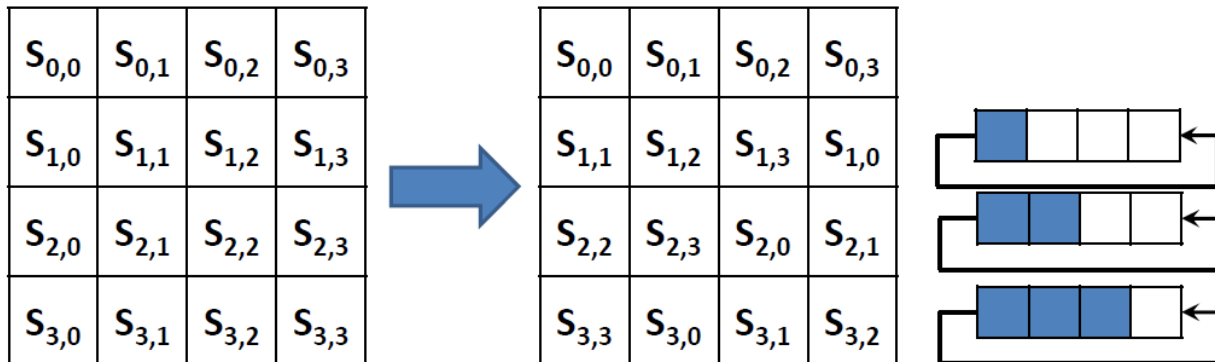 S0,0 S0,1 S0,2 S0,3 S0,0 S0,1 S0,2 S0,3
S1,0 S1,1 S1,2 S1,3 S1,1 S1,2 S1,3 S1,0
S2,0 S2,1 S2,2 S2,3 S2,2 S2,3 S2,0 S2,1
S3,0 S3,1 S3,2 S3,3 S3,3 S3,0 S3,1 S3,2